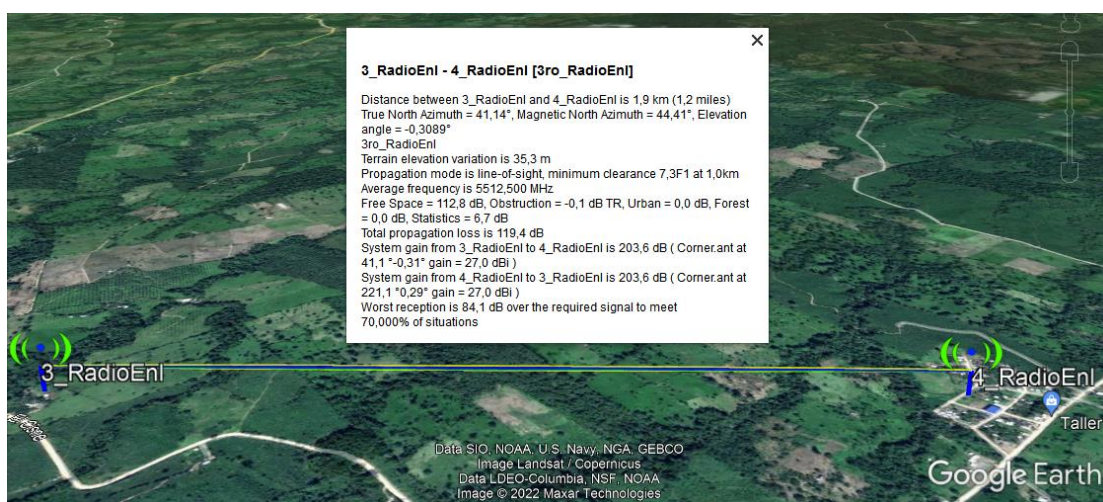 3_RadioEnl - 4_RadioEnl [3ro_RadioEnl]
Distance between 3_RadioEnl and 4_RadioEnl is 1,9 km (1,2 miles)
True North Azimuth = 41,14°, Magnetic North Azimuth = 44,41°, Elevation
angle = -0,3089°
3ro_RadioEnl
Terrain elevation variation is 35,3 m
Propagation mode is line-of-sight, minimum clearance 7,3F1 at 1,0km
Average frequency is 5512,500 MHz
Free Space = 112,8 dB, Obstruction = -0,1 dB TR, Urban = 0,0 dB, Forest
= 0,0 dB, Statistics = 6,7 dB
Total propagation loss is 119,4 dB
System gain from 3_RadioEnl to 4_RadioEnl is 203,6 dB ( Corner.ant at
41,1 °-0,31° gain = 27,0 dBi )
System gain from 4_RadioEnl to 3_RadioEnl is 203,6 dB ( Corner.ant at
221,1 °0,29° gain = 27,0 dBi )
Worst reception is 84,1 dB over the required signal to meet
70,000% of situations
3_RadioEnl
4_RadioEnl
Taller
Data SIO, NOAA, U.S. Navy, NGA, GEBCO
Image Landsat / Copernicus
Data LDEO-Columbia, NSF, NOAA
Image © 2022 Maxar Technologies
Google Earth